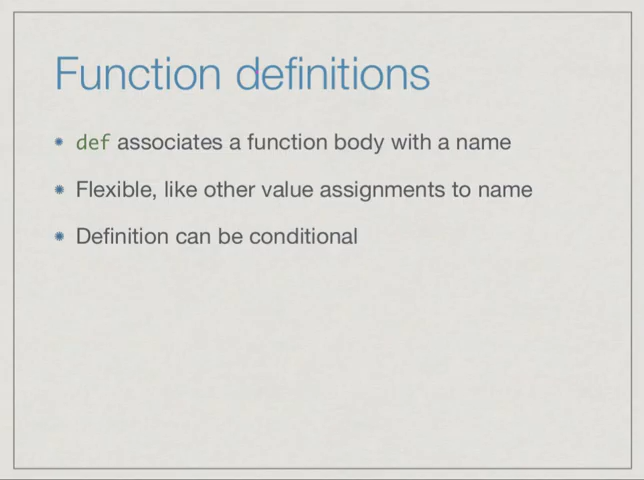 Function definitions
def associates a function body with a name
Flexible, like other value assignments to name
Definition can be conditional